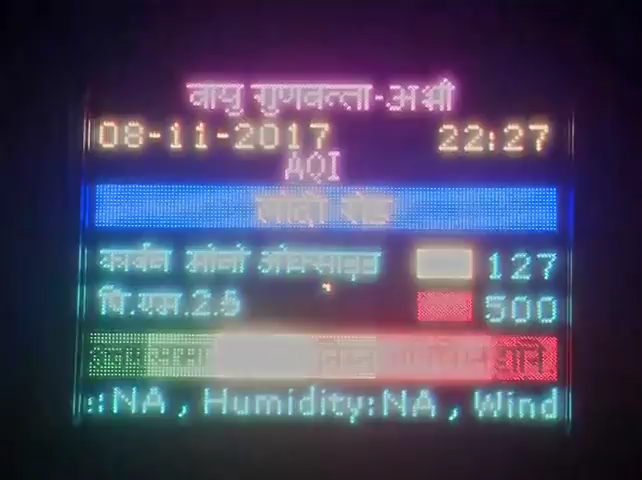 वायु गुणवत्ता-अभी
08-11-2017 22:27
AQI
लोदी रोड
कार्बन मोनो ऑक्साइड 127
पि.एम.2.5 500
:NA , Humidity:NA , Wind